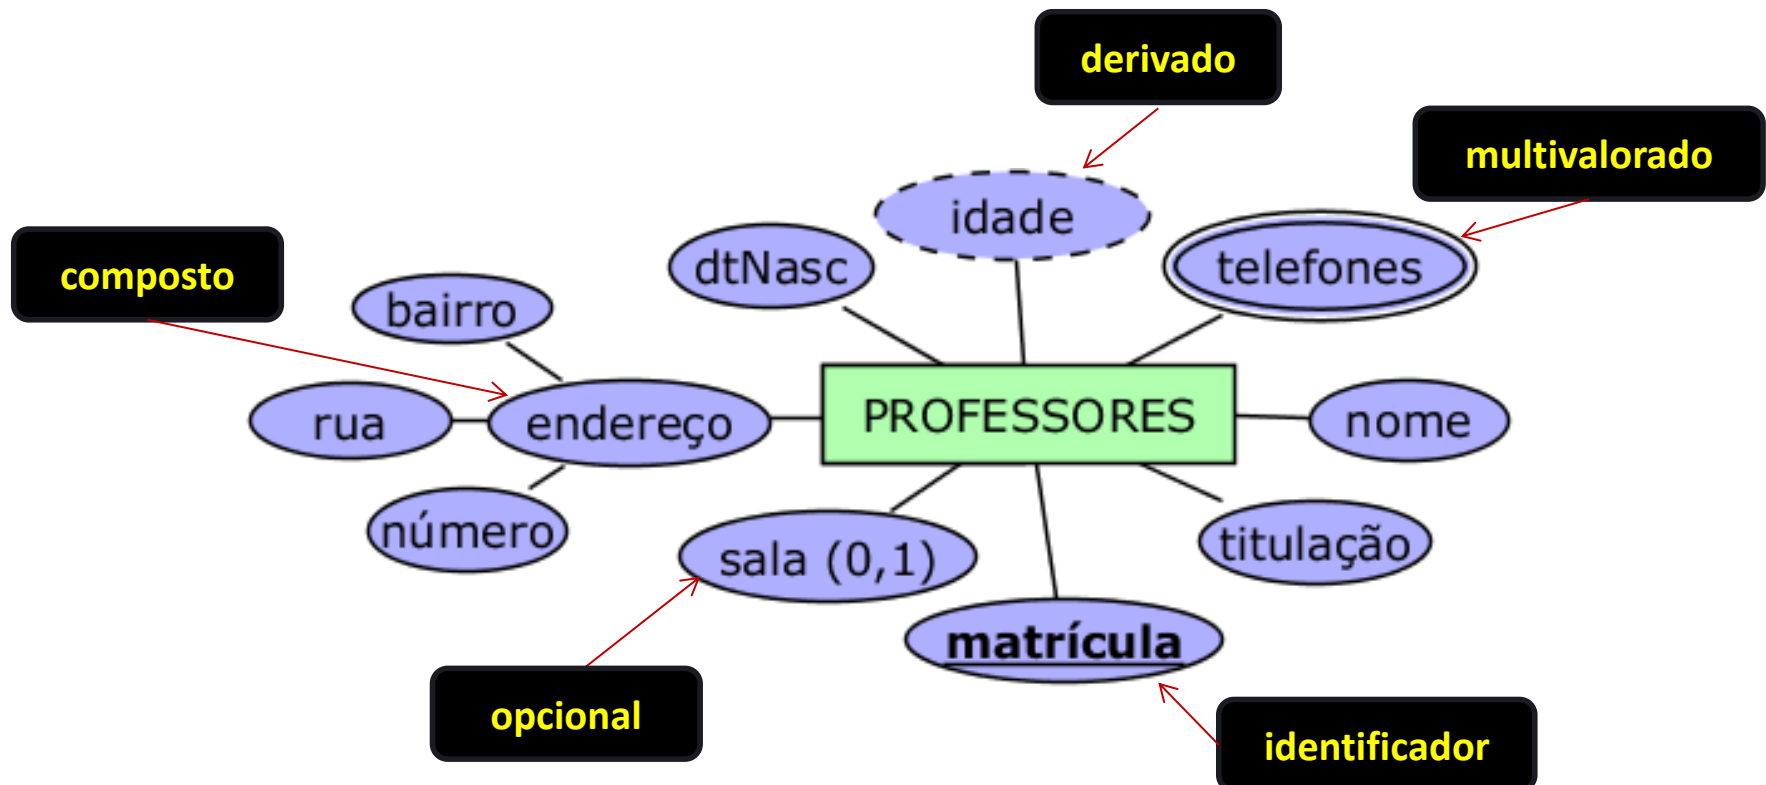 derivado
multivalorado
idade
composto
dtNasc
telefones
bairro
rua
endereço
PROFESSORES
nome
número
sala (0,1)
titulação
matrícula
opcional
identificador